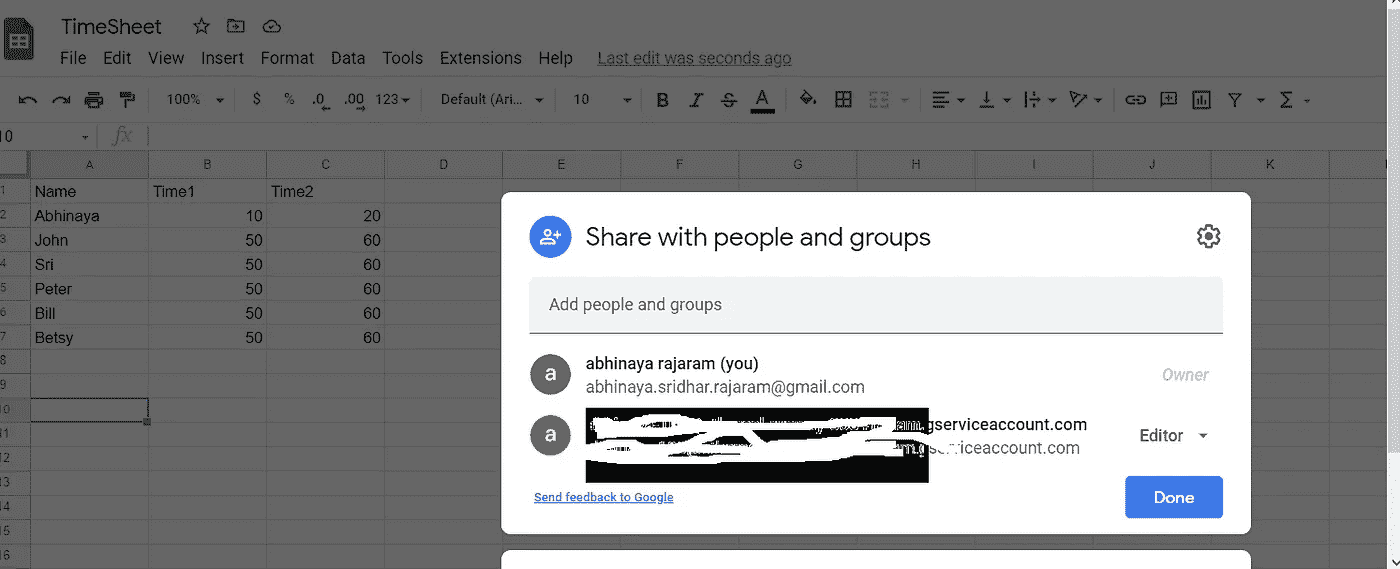 TimeSheet
File Edit View Insert Format Data Tools Extensions Help Last edit was seconds ago
100% $ % .0 .00 123 Default (Ari... 10 B I S A
10 fx
A B C D E F G H I J K
1 Name Time1 Time2
2 Abhinaya 10 20
3 John 50 60
4 Sri 50 60
5 Peter 50 60
6 Bill 50 60
7 Betsy 50 60
8
9
10
11
12
13
14
15
16
Share with people and groups
Add people and groups
a abhinaya rajaram (you)
abhinaya.sridhar.rajaram@gmail.com Owner
a am.gserviceaccount.com
serviceaccount.com Editor
Send feedback to Google Done